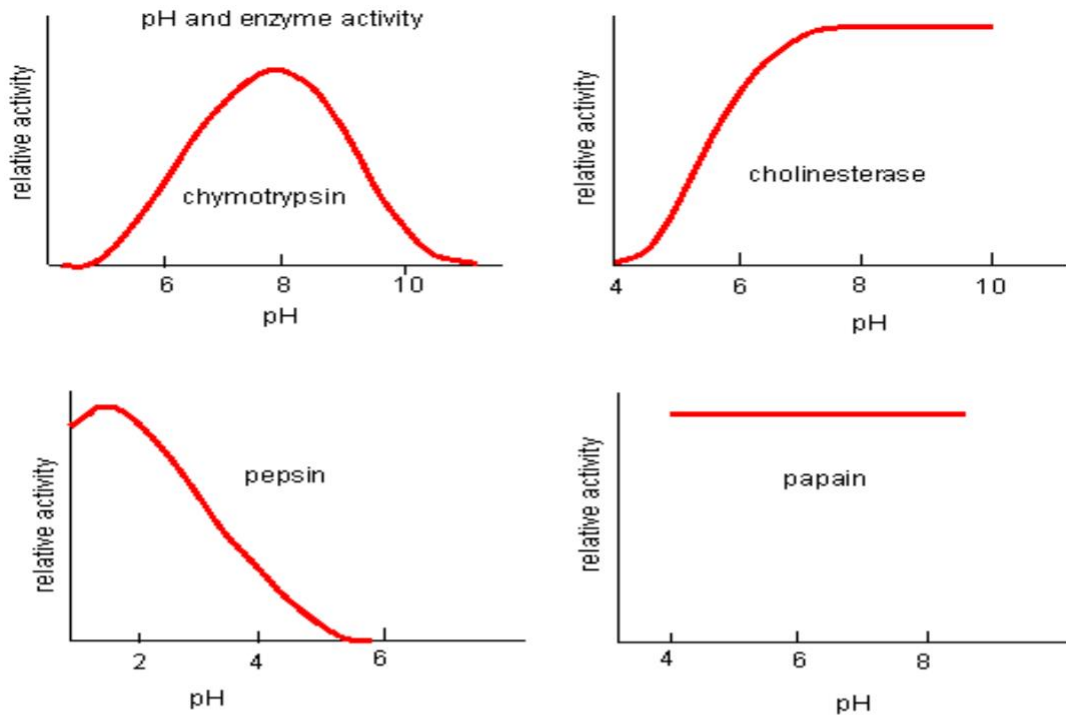 pH and enzyme activity
relative activity
chymotrypsin
6 8 10
pH
relative activity
cholinesterase
4 6 8 10
pH
relative activity
pepsin
2 4 6
pH
relative activity
papain
4 6 8
pH